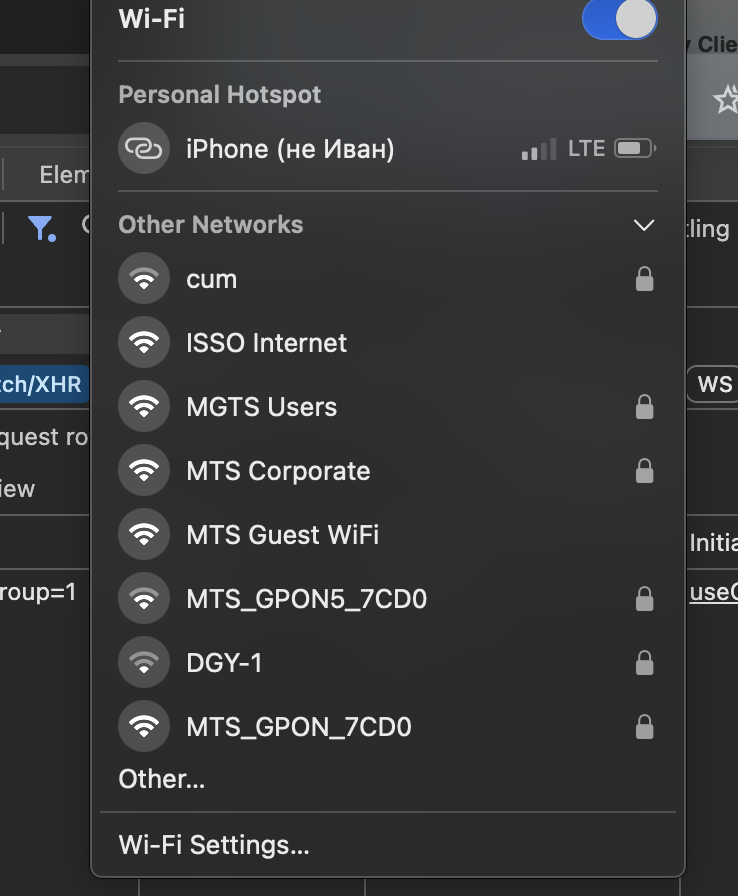 Wi-Fi
Clie
Personal Hotspot
iPhone (не Иван)
LTE
Elem
Other Networks
tling
cum
ISSO Internet
tch/XHR
WS
MGTS Users
quest ro
MTS Corporate
iew
MTS Guest WiFi
Initia
roup=1
MTS_GPON5_7CD0
useC
DGY-1
MTS_GPON_7CD0
Other...
Wi-Fi Settings...